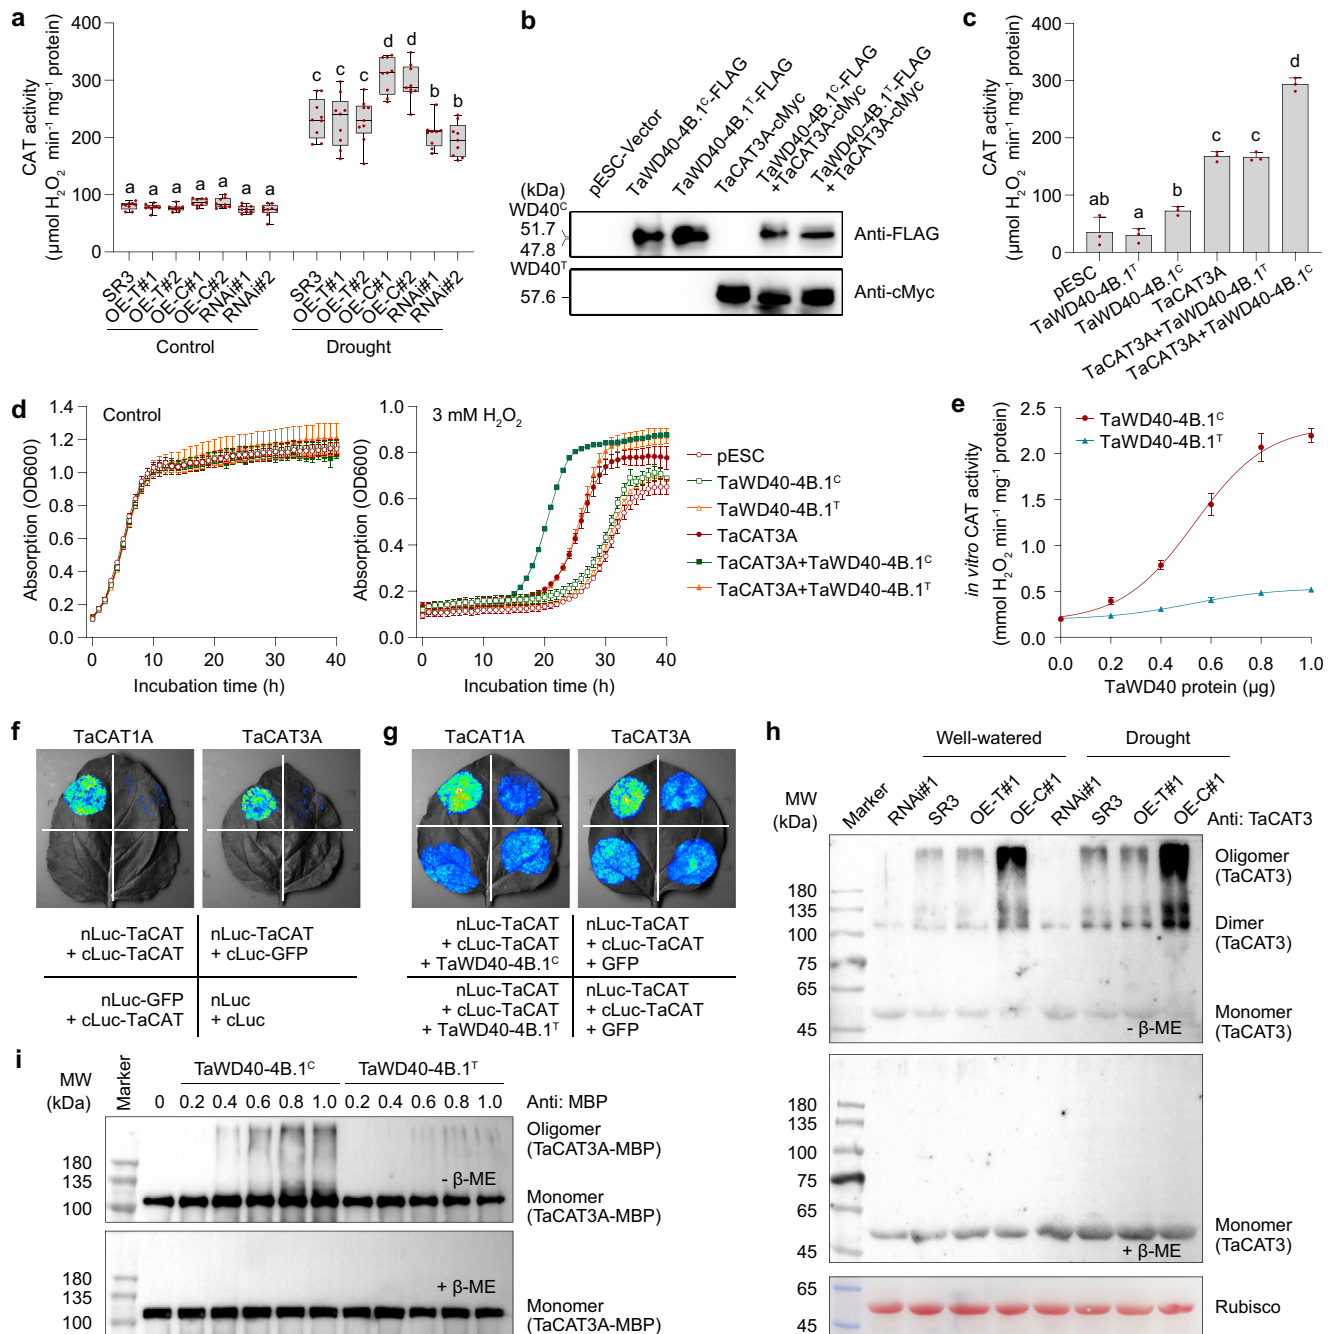 a
CAT activity
(µmol H₂O₂ min⁻¹ mg⁻¹ protein)
400
300
200
100
0
a a a a a a a
c c c d d b b
SR3
OE-T#1
OE-T#2
OE-C#1
OE-C#2
RNAi#1
RNAi#2
SR3
OE-T#1
OE-T#2
OE-C#1
OE-C#2
RNAi#1
RNAi#2
Control
Drought
b
pESC-Vector
TaWD40-4B.1ᶜ-FLAG
TaWD40-4B.1ᵀ-FLAG
TaCAT3A-cMyc
TaWD40-4B.1ᶜ-FLAG
+TaCAT3A-cMyc
TaWD40-4B.1ᵀ-FLAG
+ TaCAT3A-cMyc
(kDa)
WD40ᶜ
51.7
47.8
WD40ᵀ
57.6
Anti-FLAG
Anti-cMyc
c
CAT activity
(µmol H₂O₂ min⁻¹ mg⁻¹ protein)
400
300
200
100
0
ab a b c c d
pESC
TaWD40-4B.1ᵀ
TaWD40-4B.1ᶜ
TaCAT3A
TaCAT3A+TaWD40-4B.1ᵀ
TaCAT3A+TaWD40-4B.1ᶜ
d
Absorption (OD600)
1.4
1.2
1.0
0.8
0.6
0.4
0.2
0.0
Control
0 10 20 30 40
Incubation time (h)
Absorption (OD600)
1.0
0.8
0.6
0.4
0.2
0.0
3 mM H₂O₂
0 10 20 30 40
Incubation time (h)
pESC
TaWD40-4B.1ᶜ
TaWD40-4B.1ᵀ
TaCAT3A
TaCAT3A+TaWD40-4B.1ᶜ
TaCAT3A+TaWD40-4B.1ᵀ
e
in vitro CAT activity
(mmol H₂O₂ min⁻¹ mg⁻¹ protein)
2.5
2.0
1.5
1.0
0.5
0.0
TaWD40-4B.1ᶜ
TaWD40-4B.1ᵀ
0.0 0.2 0.4 0.6 0.8 1.0
TaWD40 protein (µg)
f
TaCAT1A
TaCAT3A
nLuc-TaCAT
+ cLuc-TaCAT
nLuc-TaCAT
+ cLuc-GFP
nLuc-GFP
+ cLuc-TaCAT
nLuc
+ cLuc
g
TaCAT1A
TaCAT3A
nLuc-TaCAT
+ cLuc-TaCAT
+ TaWD40-4B.1ᶜ
nLuc-TaCAT
+ cLuc-TaCAT
+ GFP
nLuc-TaCAT
+ cLuc-TaCAT
+ TaWD40-4B.1ᵀ
nLuc-TaCAT
+ cLuc-TaCAT
+ GFP
h
Well-watered
Drought
MW
(kDa)
Marker
RNAi#1
SR3
OE-T#1
OE-C#1
RNAi#1
SR3
OE-T#1
OE-C#1
Anti: TaCAT3
180
135
100
75
65
45
Oligomer
(TaCAT3)
Dimer
(TaCAT3)
Monomer
(TaCAT3)
- β-ME
180
135
100
75
65
45
Monomer
(TaCAT3)
+ β-ME
65
45
Rubisco
i
MW
(kDa)
Marker
TaWD40-4B.1ᶜ
TaWD40-4B.1ᵀ
0 0.2 0.4 0.6 0.8 1.0 0.2 0.4 0.6 0.8 1.0
Anti: MBP
180
135
100
Oligomer
(TaCAT3A-MBP)
- β-ME
Monomer
(TaCAT3A-MBP)
180
135
100
+ β-ME
Monomer
(TaCAT3A-MBP)